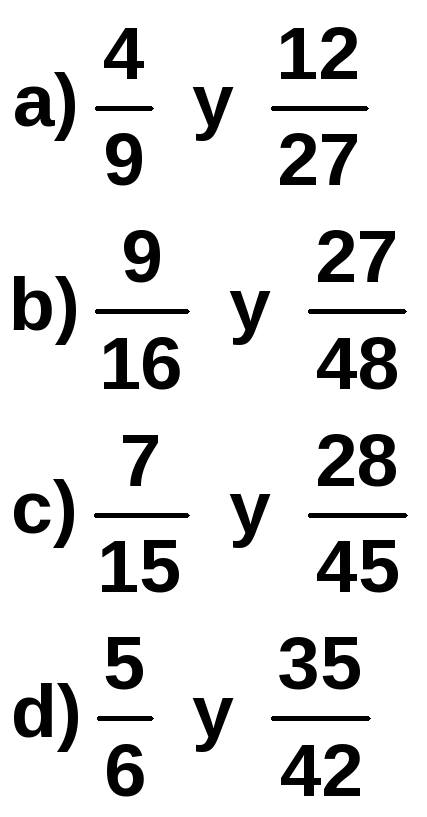 a) 4/9 y 12/27
b) 9/16 y 27/48
c) 7/15 y 28/45
d) 5/6 y 35/42